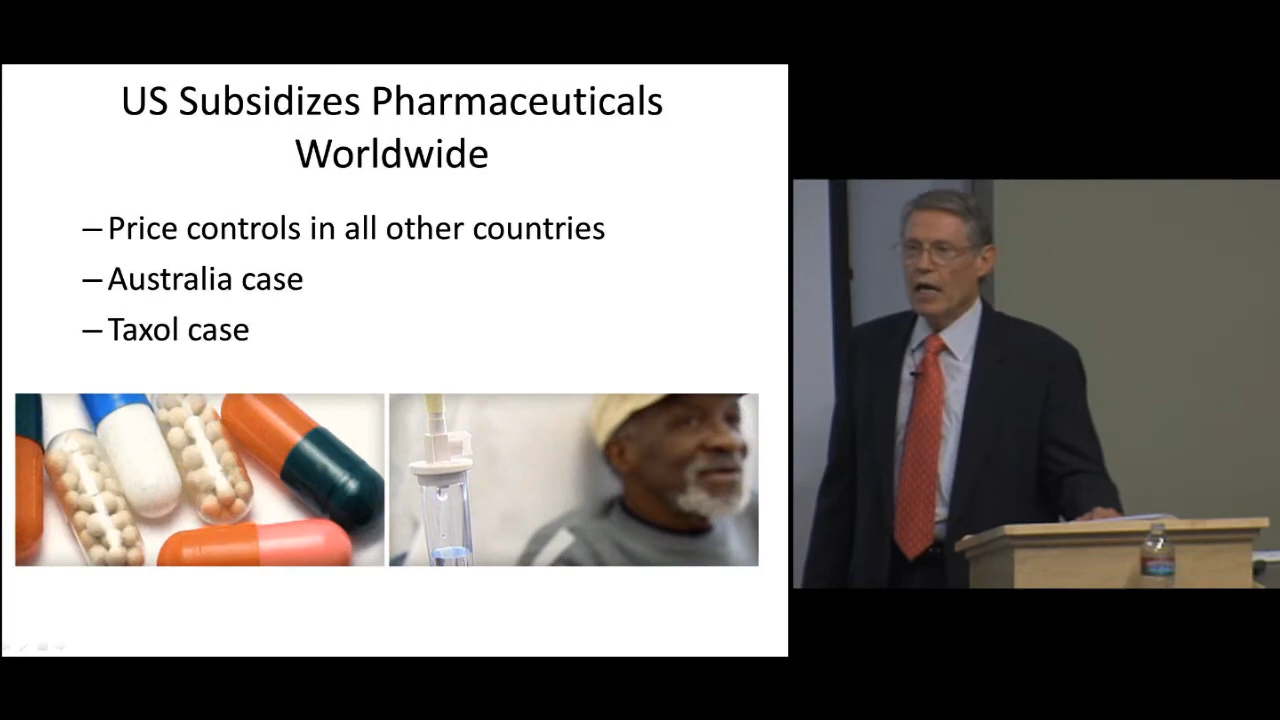 US Subsidizes Pharmaceuticals
Worldwide
– Price controls in all other countries
– Australia case
– Taxol case